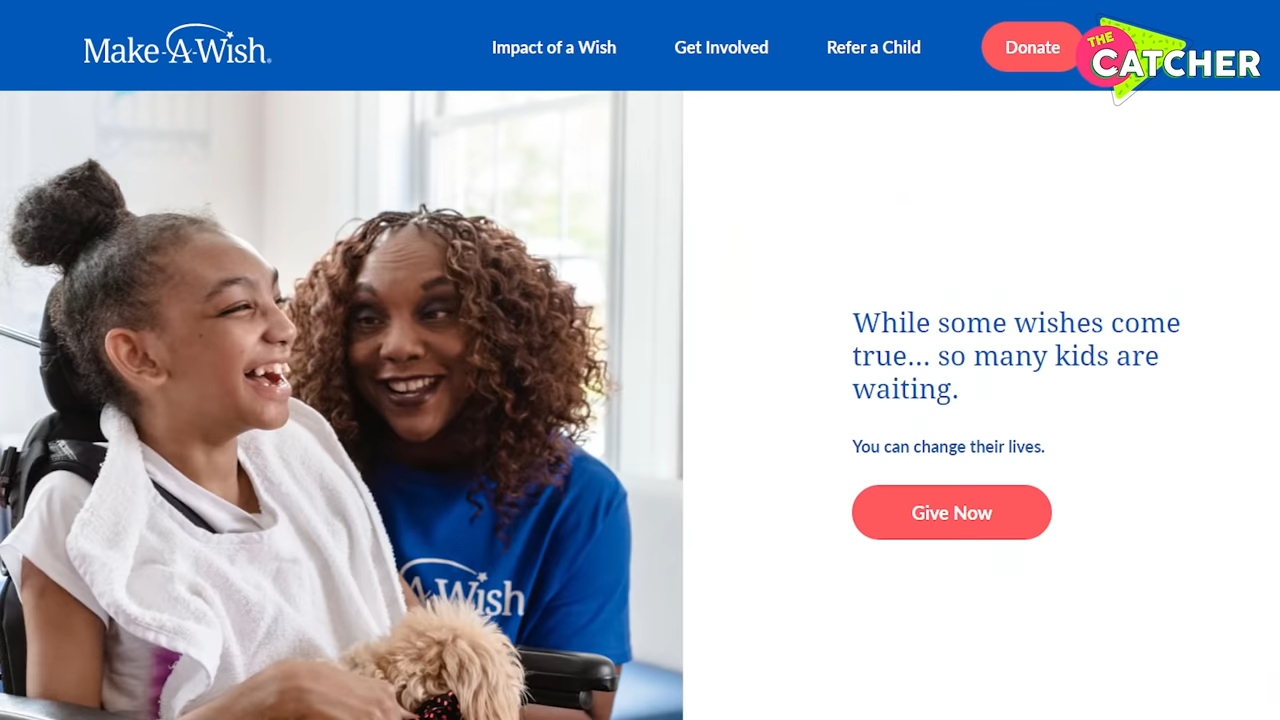 Make-A-Wish®
Impact of a Wish
Get Involved
Refer a Child
Donate
THE
CATCHER
While some wishes come
true... so many kids are
waiting.
You can change their lives.
Give Now
A-Wish